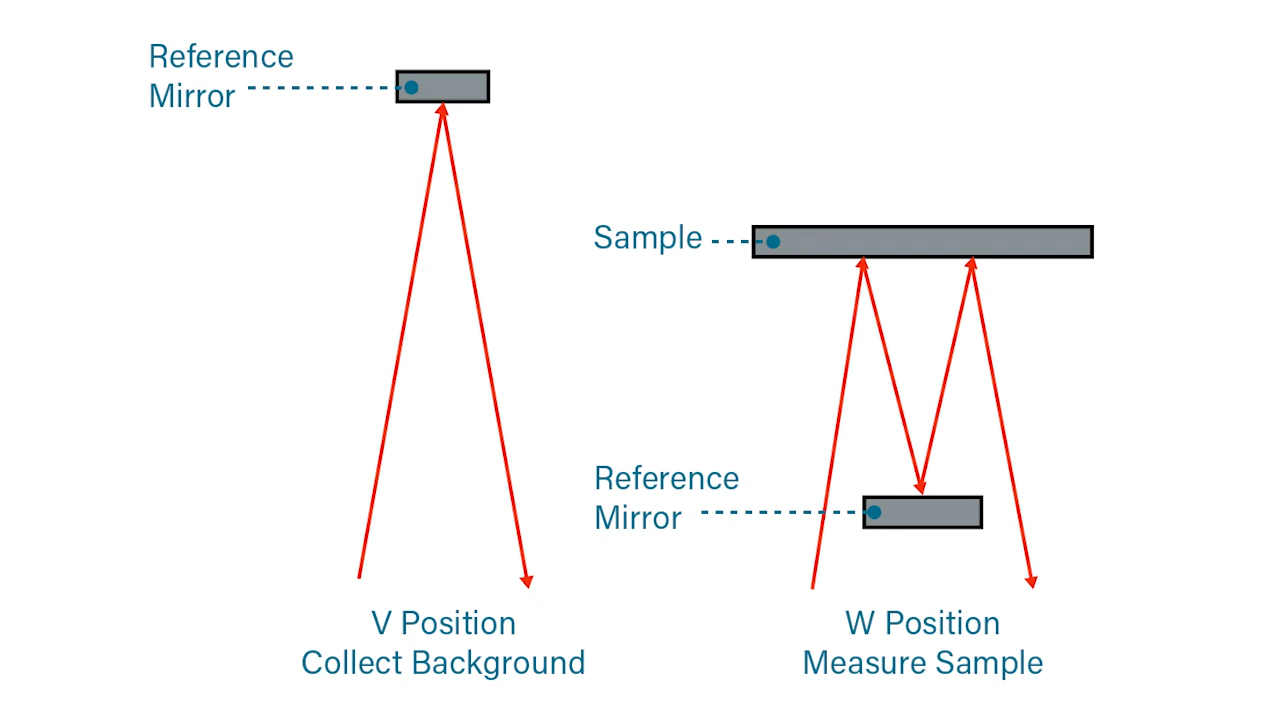 Reference
Mirror
Sample
Reference
Mirror
V Position
Collect Background
W Position
Measure Sample